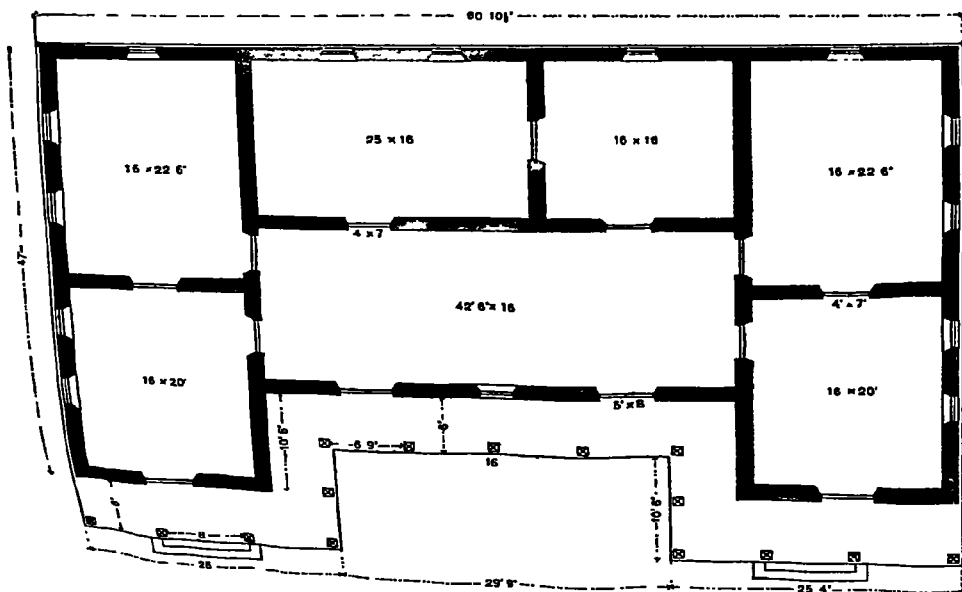 80 10½"
47'
16 × 22 6"
25 × 16
16 × 16
16 × 22 6"
4 × 7
4' × 7'
42' 6" × 16
16 × 20'
16 × 20'
5' × 8
10' 6"
6'
6 9"
16
10' 6"
6'
8
25
29' 9"
25 4"